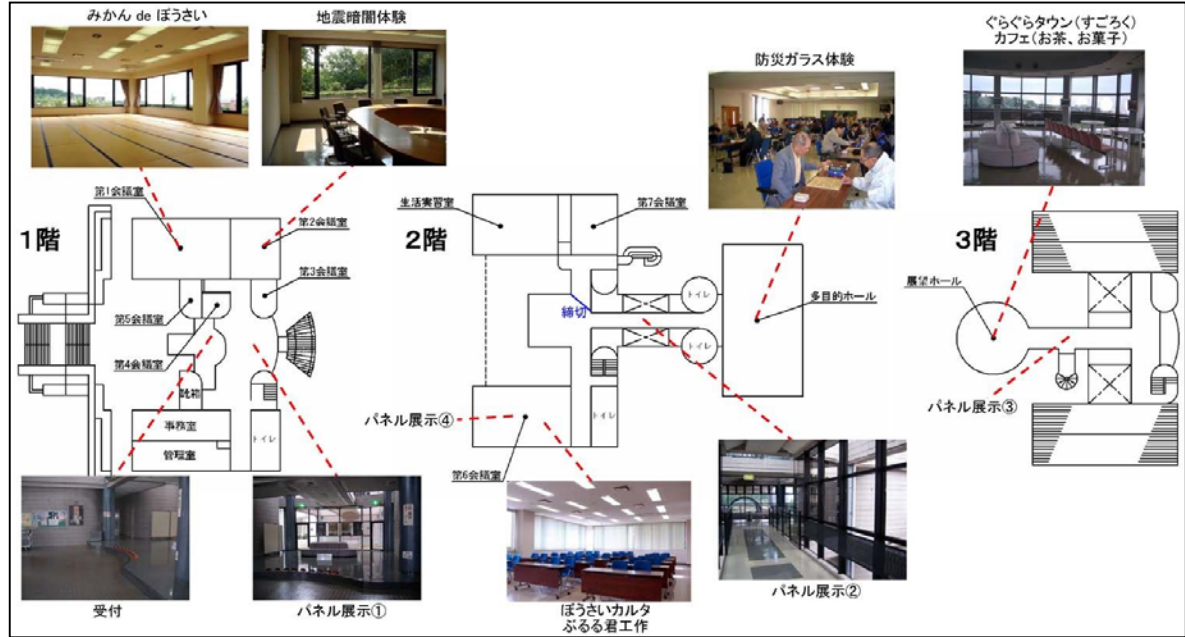 みかん de ぼうさい
地震暗闇体験
防災ガラス体験
ぐらぐらタウン(すごろく)
カフェ(お茶、お菓子)
1階
第1会議室
第2会議室
第3会議室
第5会議室
第4会議室
靴箱
事務室
管理室
トイレ
受付
パネル展示①
2階
生活実習室
第7会議室
締切
トイレ
トイレ
多目的ホール
パネル展示④
トイレ
第6会議室
ぼうさいカルタ
ぶるる君工作
パネル展示②
3階
展望ホール
パネル展示③